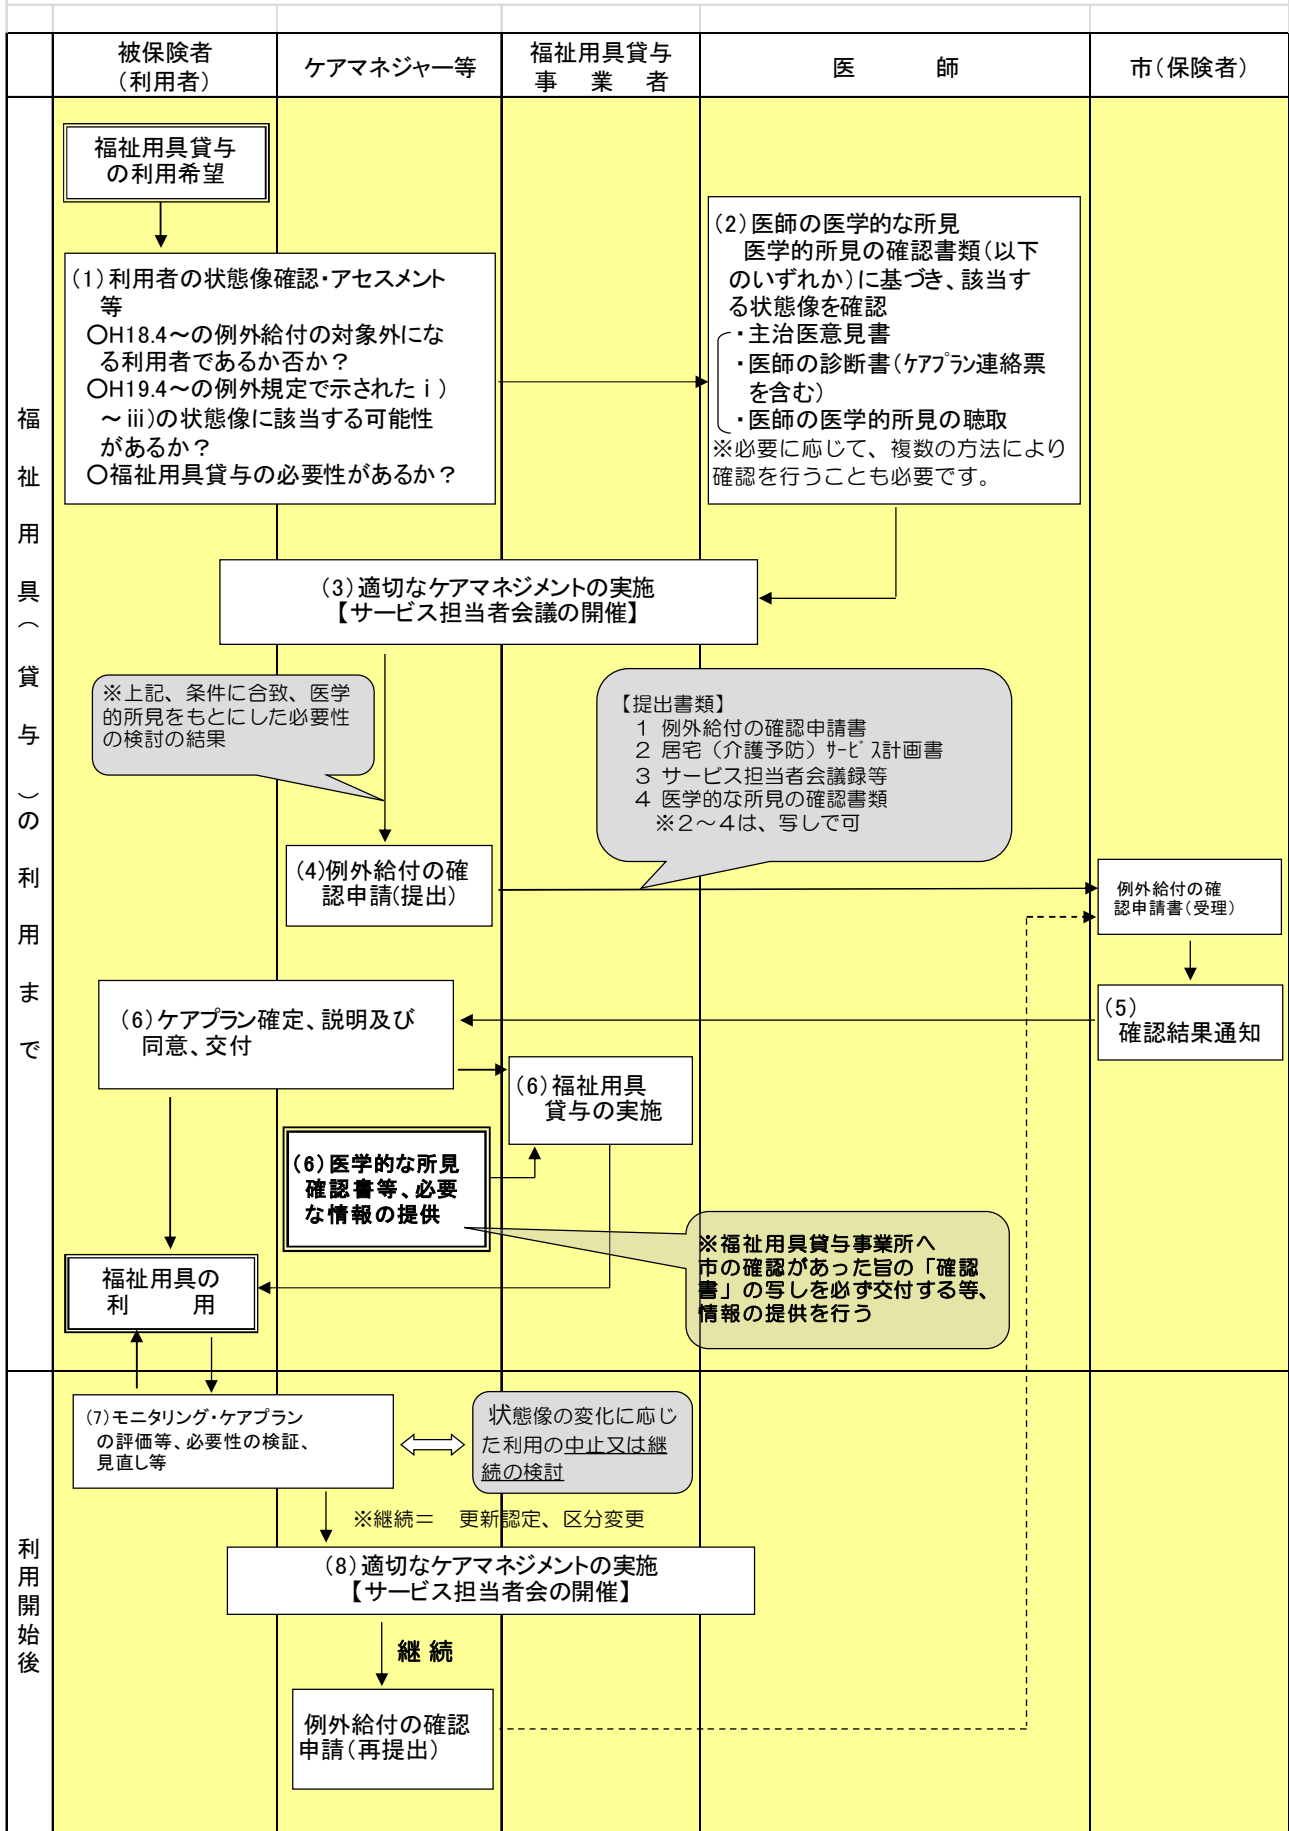 被保険者
（利用者）
ケアマネジャー等
福祉用具貸与
事　業　者
医　　師
市（保険者）
福祉用具（貸与）の利用まで
福祉用具貸与
の利用希望
（1）利用者の状態像確認・アセスメント
等
〇H18.4～の例外給付の対象外にな
る利用者であるか否か？
〇H19.4～の例外規定で示されたⅰ）
～ⅲ）の状態像に該当する可能性
があるか？
〇福祉用具貸与の必要性があるか？
（2）医師の医学的な所見
医学的所見の確認書類（以下
のいずれか）に基づき、該当す
る状態像を確認
・主治医意見書
・医師の診断書（ｹｱﾌﾟﾗﾝ連絡票
を含む）
・医師の医学的所見の聴取
※必要に応じて、複数の方法により
確認を行うことも必要です。
（3）適切なケアマネジメントの実施
【サービス担当者会議の開催】
※上記、条件に合致、医学
的所見をもとにした必要性
の検討の結果
【提出書類】
１ 例外給付の確認申請書
２ 居宅（介護予防）ｻｰﾋﾞｽ計画書
３ サービス担当者会議録等
４ 医学的な所見の確認書類
※２～４は、写しで可
(4)例外給付の確
認申請(提出)
例外給付の確
認申請書（受理）
（5）
確認結果通知
（6）ケアプラン確定、説明及び
同意、交付
（6）福祉用具
貸与の実施
（6）医学的な所見
確認書等、必要
な情報の提供
※福祉用具貸与事業所へ
市の確認があった旨の「確認
書」の写しを必ず交付する等、
情報の提供を行う
福祉用具の
利　　用
利用開始後
（7）モニタリング・ケアプラン
の評価等、必要性の検証、
見直し等
状態像の変化に応じ
た利用の中止又は継
続の検討
※継続＝　更新認定、区分変更
（8）適切なケアマネジメントの実施
【サービス担当者会の開催】
継 続
例外給付の確認
申請（再提出）